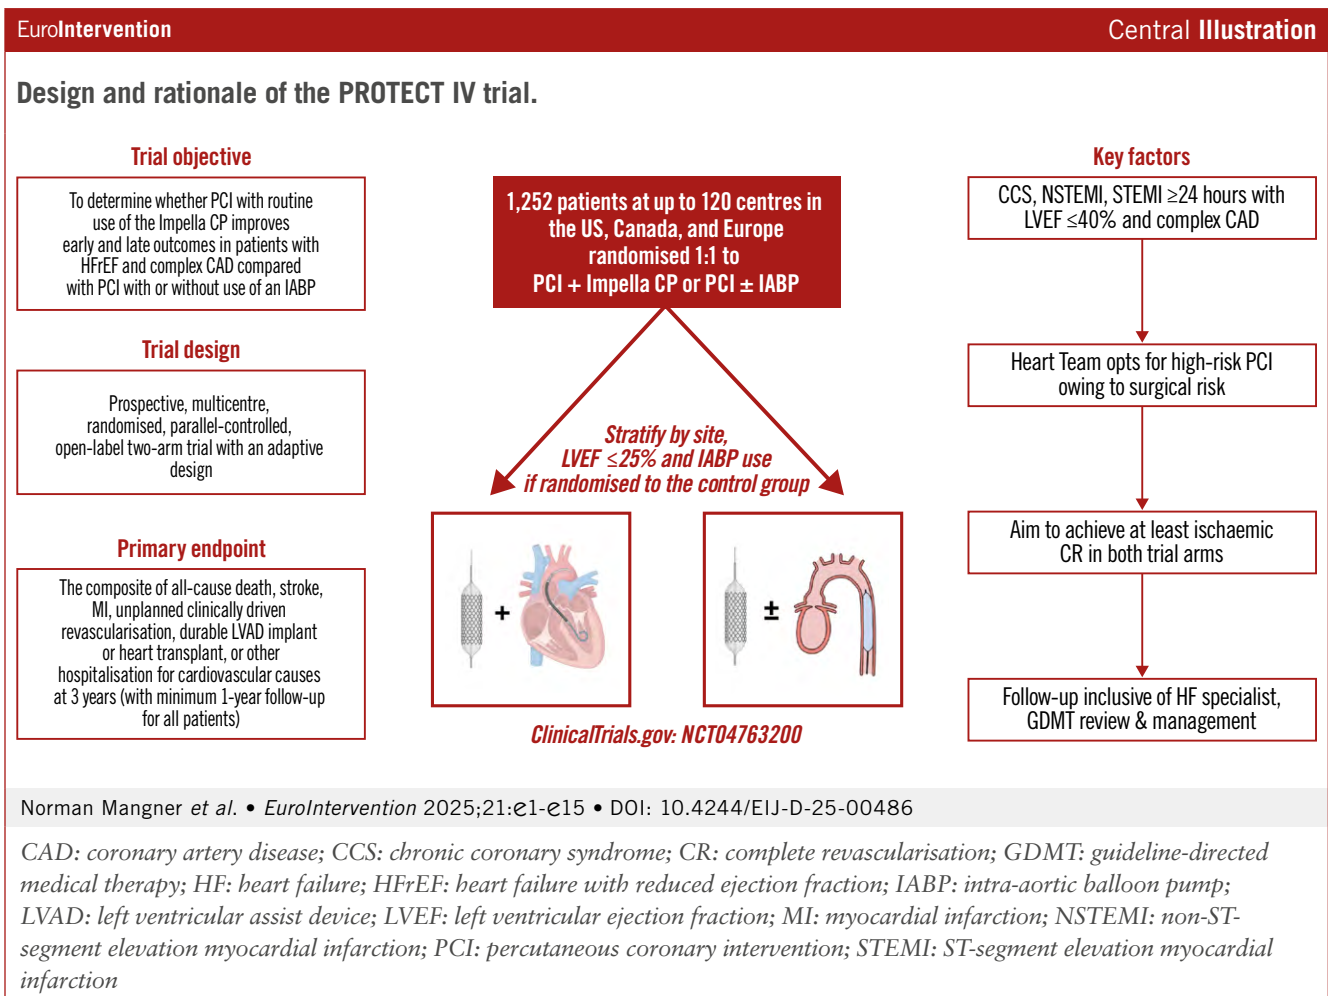 EuroIntervention
Central Illustration
Design and rationale of the PROTECT IV trial.
Trial objective
To determine whether PCI with routine
use of the Impella CP improves
early and late outcomes in patients with
HFrEF and complex CAD compared
with PCI with or without use of an IABP
Trial design
Prospective, multicentre,
randomised, parallel-controlled,
open-label two-arm trial with an adaptive
design
Primary endpoint
The composite of all-cause death, stroke,
MI, unplanned clinically driven
revascularisation, durable LVAD implant
or heart transplant, or other
hospitalisation for cardiovascular causes
at 3 years (with minimum 1-year follow-up
for all patients)
1,252 patients at up to 120 centres in
the US, Canada, and Europe
randomised 1:1 to
PCI + Impella CP or PCI ± IABP
Stratify by site,
LVEF ≤25% and IABP use
if randomised to the control group
+
±
ClinicalTrials.gov: NCT04763200
Key factors
CCS, NSTEMI, STEMI ≥24 hours with
LVEF ≤40% and complex CAD
Heart Team opts for high-risk PCI
owing to surgical risk
Aim to achieve at least ischaemic
CR in both trial arms
Follow-up inclusive of HF specialist,
GDMT review & management
Norman Mangner et al. • EuroIntervention 2025;21:e1-e15 • DOI: 10.4244/EIJ-D-25-00486
CAD: coronary artery disease; CCS: chronic coronary syndrome; CR: complete revascularisation; GDMT: guideline-directed
medical therapy; HF: heart failure; HFrEF: heart failure with reduced ejection fraction; IABP: intra-aortic balloon pump;
LVAD: left ventricular assist device; LVEF: left ventricular ejection fraction; MI: myocardial infarction; NSTEMI: non-ST-
segment elevation myocardial infarction; PCI: percutaneous coronary intervention; STEMI: ST-segment elevation myocardial
infarction